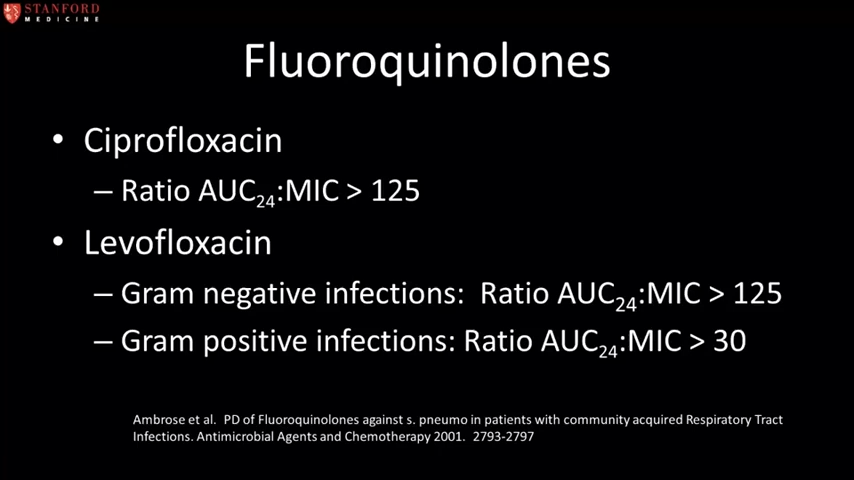 STANFORD
MEDICINE
Fluoroquinolones
• Ciprofloxacin
– Ratio AUC24:MIC > 125
• Levofloxacin
– Gram negative infections:  Ratio AUC24:MIC > 125
– Gram positive infections: Ratio AUC24:MIC > 30
Ambrose et al.  PD of Fluoroquinolones against s. pneumo in patients with community acquired Respiratory Tract
Infections. Antimicrobial Agents and Chemotherapy 2001.  2793-2797